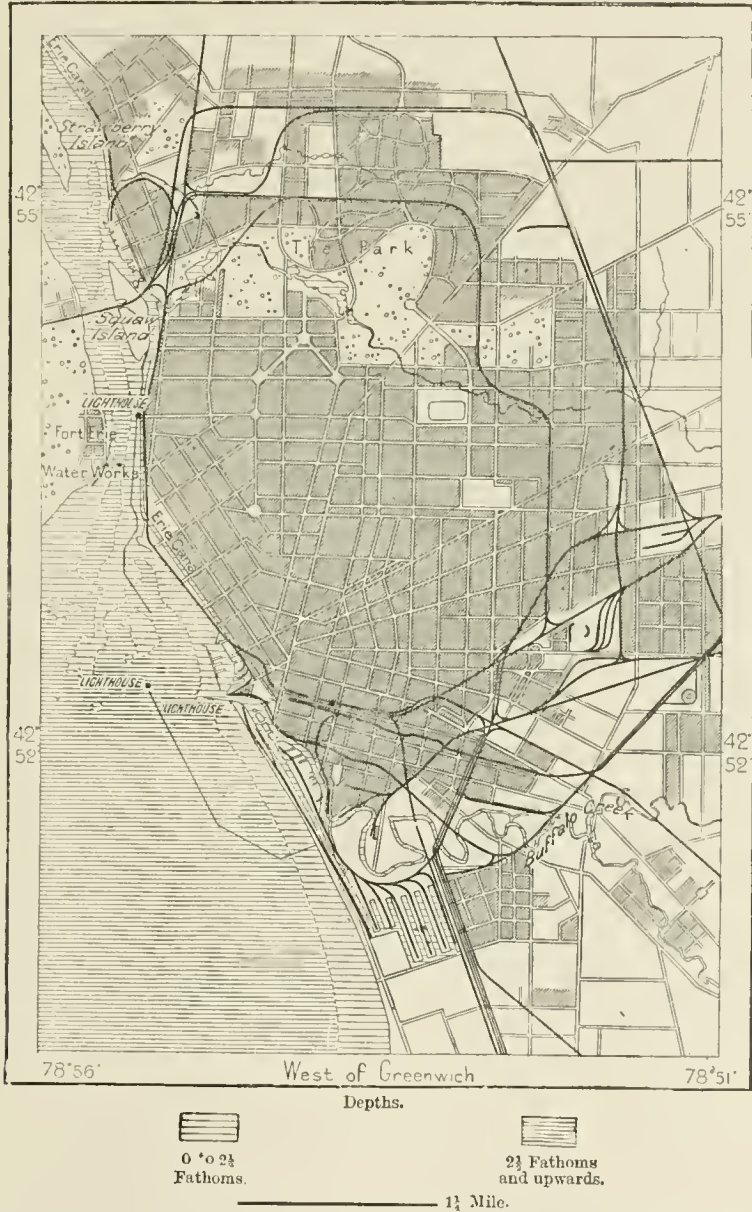 Erie Canal
Strawberry
Island
42°
55'
42°
55'
The Park
Squaw
Island
LIGHTHOUSE
Fort Erie
Water Works
Erie Canal
LIGHTHOUSE
LIGHTHOUSE
42°
52'
42°
52'
Buffalo Creek
78°56'
West of Greenwich
78°51'
Depths.
0 to 2½
Fathoms.
2½ Fathoms
and upwards.
1¼ Mile.